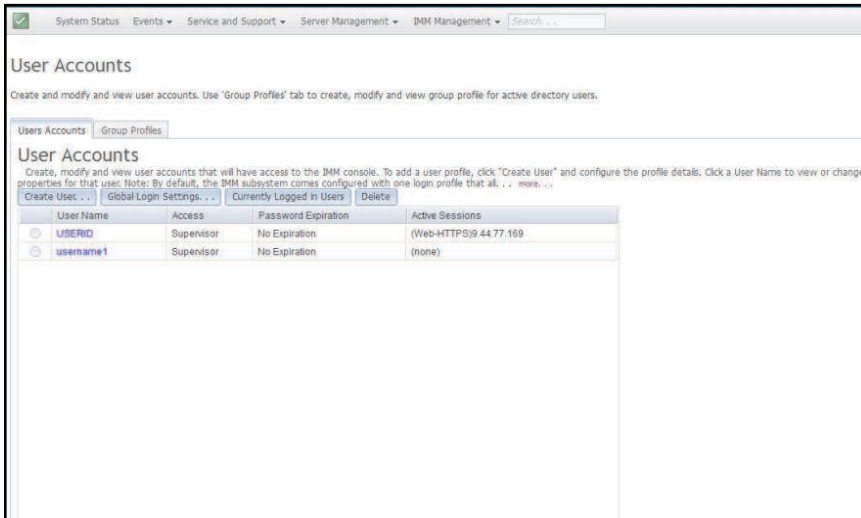 System Status Events Service and Support Server Management IMM Management Search...
User Accounts
Create and modify and view user accounts. Use 'Group Profiles' tab to create, modify and view group profile for active directory users.
Users Accounts Group Profiles
User Accounts
Create, modify and view user accounts that will have access to the IMM console. To add a user profile, click "Create User" and configure the profile details. Click a User Name to view or change
properties for that user. Note: By default, the IMM subsystem comes configured with one login profile that all. . . more. . .
Create User. . . Global Login Settings. . . Currently Logged in Users Delete
User Name Access Password Expiration Active Sessions
USERID Supervisor No Expiration (Web-HTTPS)9.44.77.169
username1 Supervisor No Expiration (none)